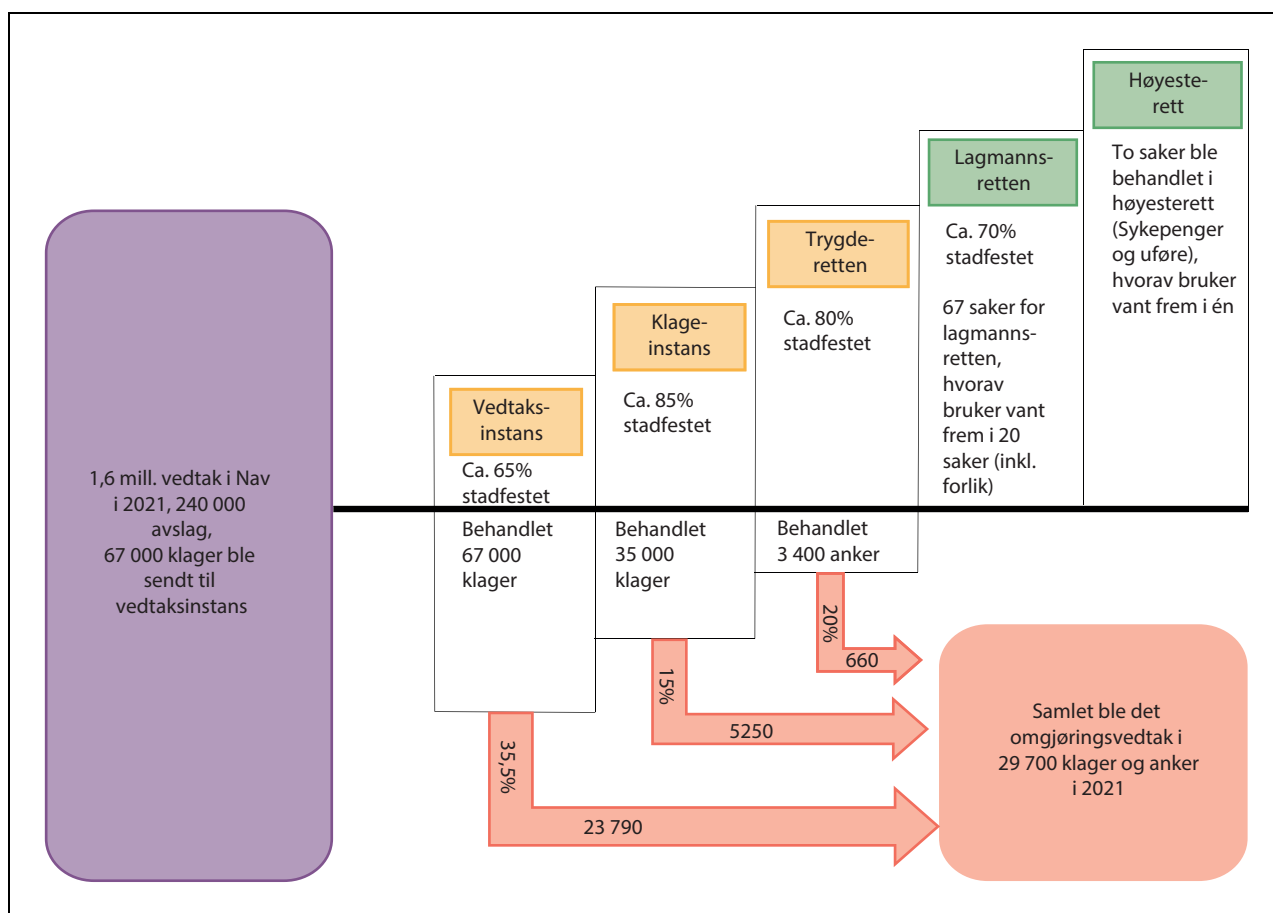 1,6 mill. vedtak i Nav
i 2021, 240 000
avslag,
67 000 klager ble
sendt til
vedtaksinstans
Vedtaks-
instans
Ca. 65%
stadfestet
Behandlet
67 000
klager
Klage-
instans
Ca. 85%
stadfestet
Behandlet
35 000
klager
Trygde-
retten
Ca. 80%
stadfestet
Behandlet
3 400 anker
Lagmanns-
retten
Ca. 70%
stadfestet
67 saker for
lagmanns-
retten,
hvorav
bruker vant
frem i 20
saker (inkl.
forlik)
Høyeste-
rett
To saker ble
behandlet i
høyesterett
(Sykepenger
og uføre),
hvorav bruker
vant frem i én
20%
660
15%
5250
35,5%
23 790
Samlet ble det
omgjøringsvedtak i
29 700 klager og anker
i 2021